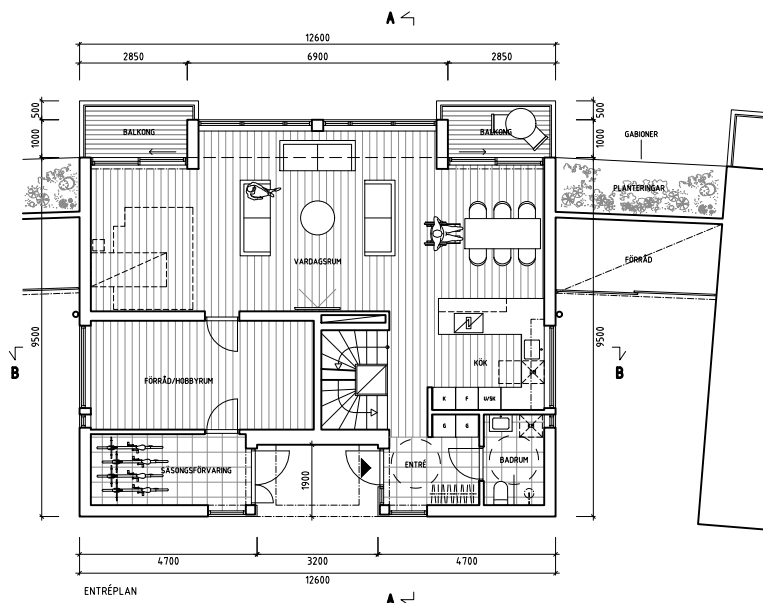 A
12600
2850 6900 2850
500 500
1000 1000
BALKONG BALKONG
GABIONER
PLANTERINGAR
VARDAGSRUM
FÖRRÅD
9500 9500
B B
KÖK
FÖRRÅD/HOBBYRUM
K F U/SK
G G
SÄSONGSFÖRVARING
ENTRÉ
BADRUM
1900
4700 3200 4700
12600
ENTRÉPLAN
A